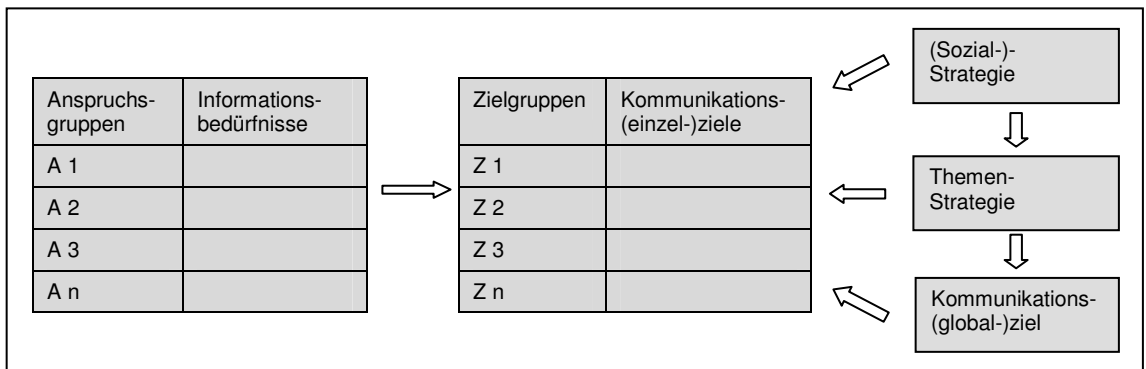 Anspruchs-
gruppen
Informations-
bedürfnisse
A 1
A 2
A 3
A n
Zielgruppen
Kommunikations-
(einzel-)ziele
Z 1
Z 2
Z 3
Z n
(Sozial-)-
Strategie
Themen-
Strategie
Kommunikations-
(global-)ziel